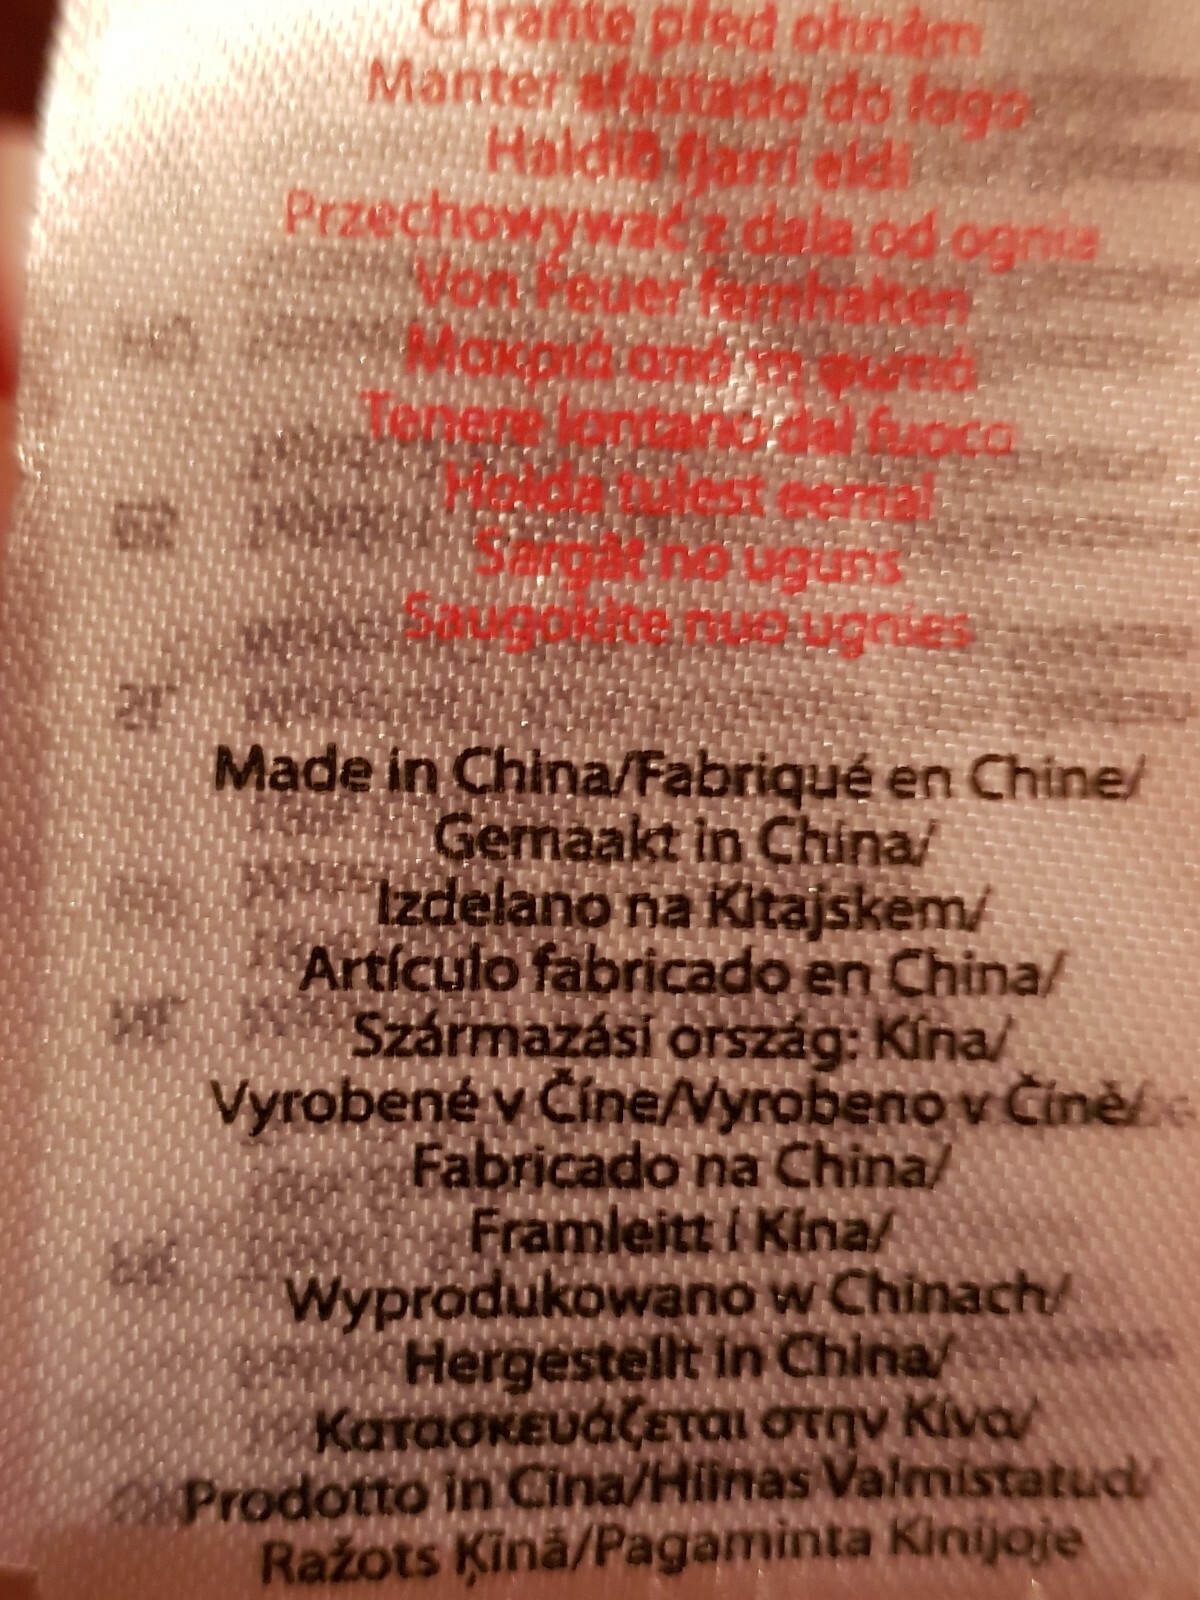 Chraňte před ohněm
Manter afastado do fogo
Haldið fjarri eldi
Przechowywać z dala od ognia
Von Feuer fernhalten
Μακριά από τη φωτιά
Tenere lontano dal fuoco
Hoida tulest eemal
Sargāt no uguns
Saugokite nuo ugnies
Made in China/Fabriqué en Chine/
Gemaakt in China/
Izdelano na Kitajskem/
Artículo fabricado en China/
Származási ország: Kína/
Vyrobené v Číne/Vyrobeno v Číně/
Fabricado na China/
Framleitt í Kína/
Wyprodukowano w Chinach/
Hergestellt in China/
Κατασκευάζεται στην Κίνα/
Prodotto in Cina/Hiinas Valmistatud/
Ražots Ķīnā/Pagaminta Kinijoje